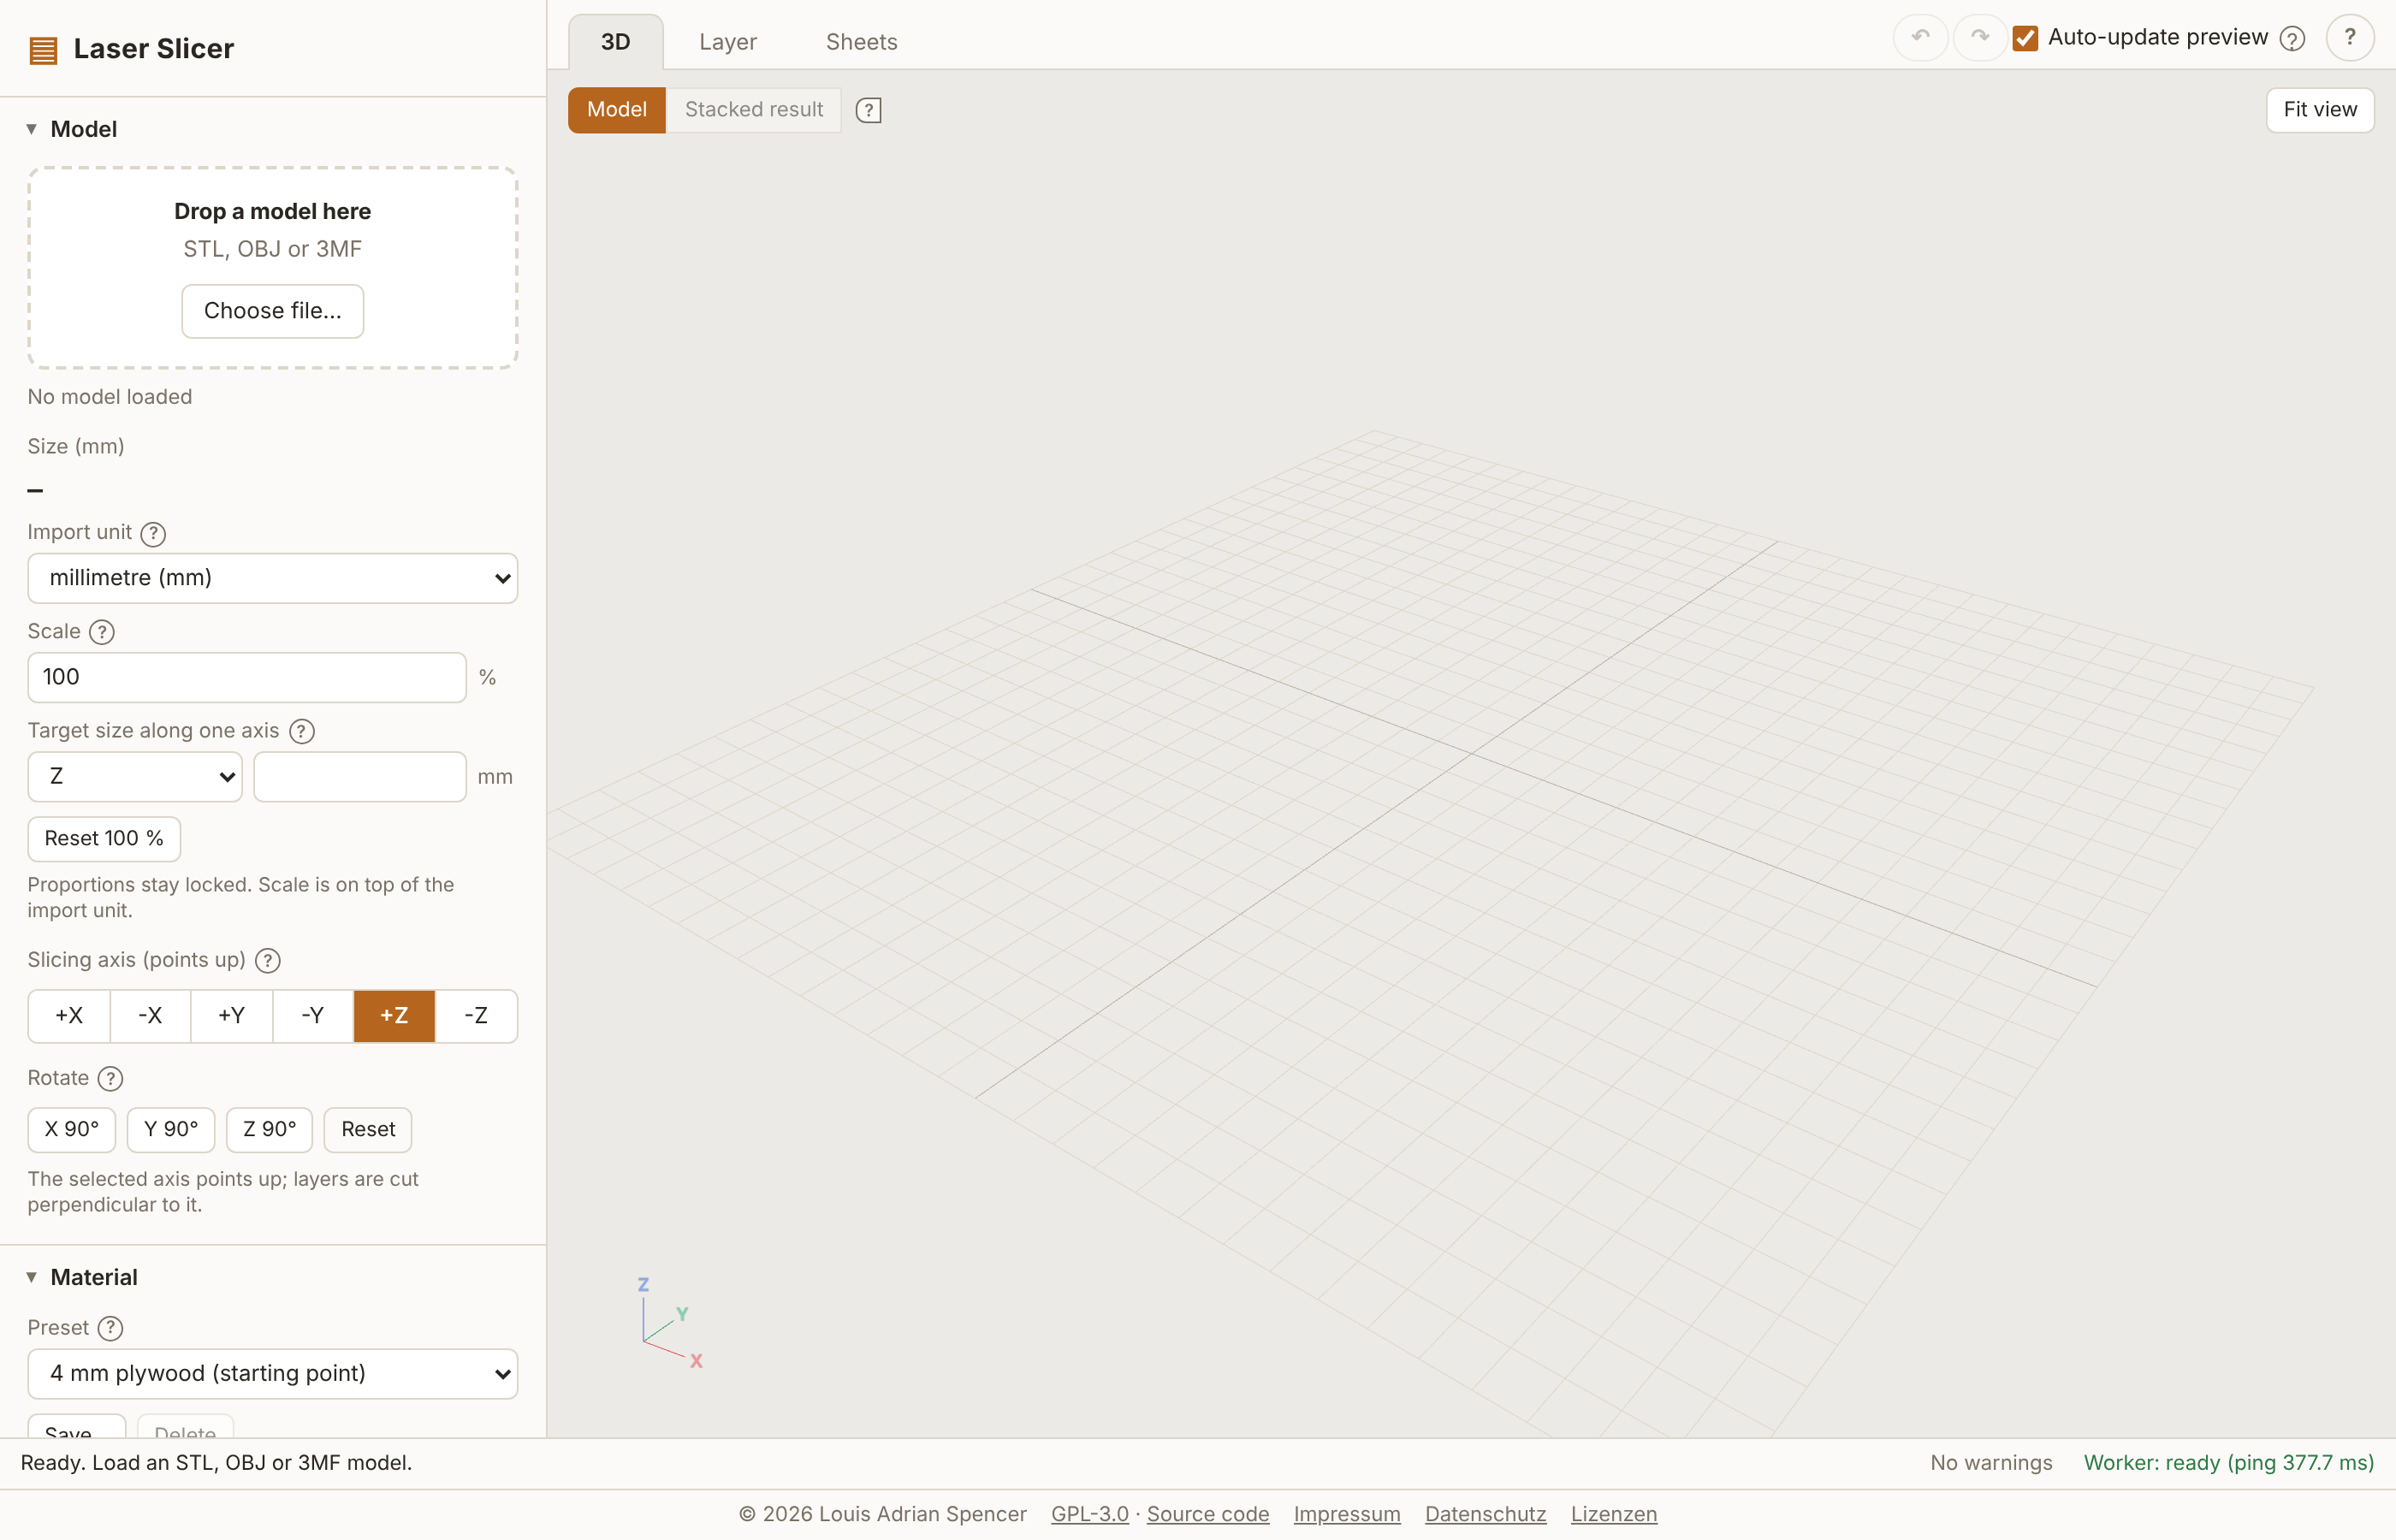 Laser Slicer
3D
Layer
Sheets
Auto-update preview ?
?
Model
Drop a model here
STL, OBJ or 3MF
Choose file...
No model loaded
Size (mm)
–
Import unit ?
millimetre (mm)
Scale ?
100 %
Target size along one axis ?
Z mm
Reset 100 %
Proportions stay locked. Scale is on top of the
import unit.
Slicing axis (points up) ?
+X -X +Y -Y +Z -Z
Rotate ?
X 90° Y 90° Z 90° Reset
The selected axis points up; layers are cut
perpendicular to it.
Material
Preset ?
4 mm plywood (starting point)
Save... Delete
Model Stacked result ?
Fit view
Z
Y
X
Ready. Load an STL, OBJ or 3MF model.
No warnings
Worker: ready (ping 377.7 ms)
© 2026 Louis Adrian Spencer GPL-3.0 · Source code Impressum Datenschutz Lizenzen